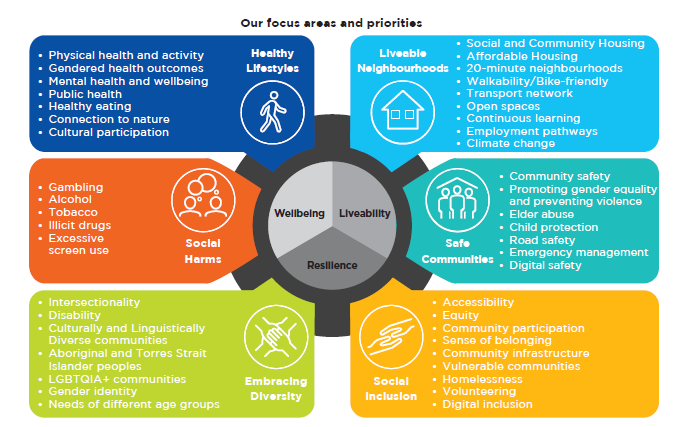 Our focus areas and priorities
Healthy
Lifestyles
• Physical health and activity
• Gendered health outcomes
• Mental health and wellbeing
• Public health
• Healthy eating
• Connection to nature
• Cultural participation
Liveable
Neighbourhoods
• Social and Community Housing
• Affordable Housing
• 20-minute neighbourhoods
• Walkability/Bike-friendly
• Transport network
• Open spaces
• Continuous learning
• Employment pathways
• Climate change
• Gambling
• Alcohol
• Tobacco
• Illicit drugs
• Excessive
screen use
Social
Harms
Wellbeing
Liveability
Resilience
Safe
Communities
• Community safety
• Promoting gender equality
and preventing violence
• Elder abuse
• Child protection
• Road safety
• Emergency management
• Digital safety
• Intersectionality
• Disability
• Culturally and Linguistically
Diverse communities
• Aboriginal and Torres Strait
Islander peoples
• LGBTQIA+ communities
• Gender identity
• Needs of different age groups
Embracing
Diversity
Social
Inclusion
• Accessibility
• Equity
• Community participation
• Sense of belonging
• Community infrastructure
• Vulnerable communities
• Homelessness
• Volunteering
• Digital inclusion